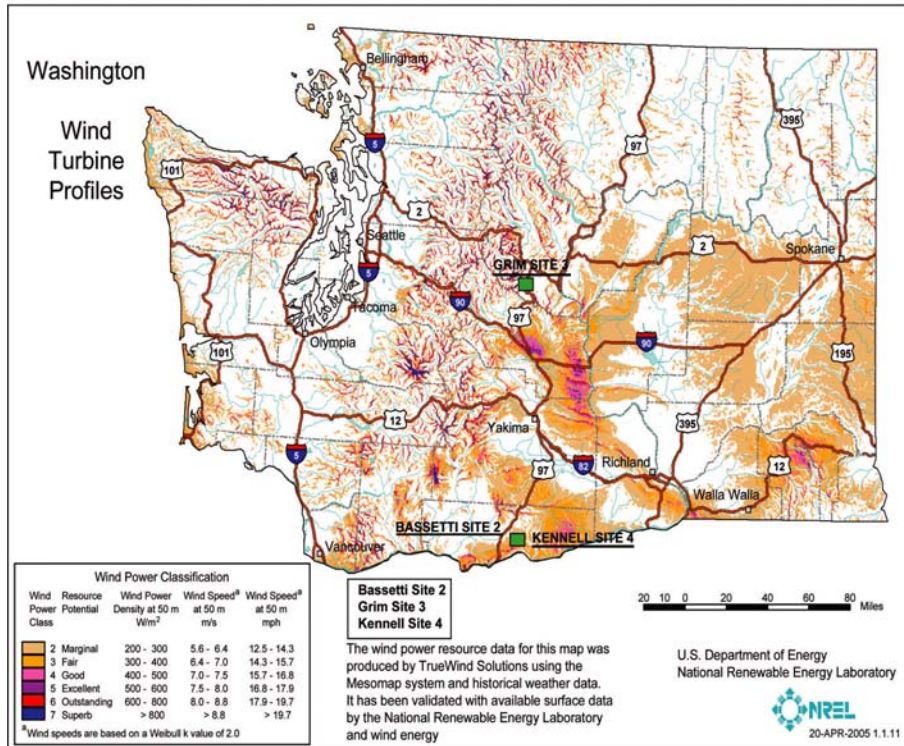 Washington
Wind
Turbine
Profiles
Bellingham
5
101
97
395
2
Seattle
5
Tacoma
90
GRIM SITE 3
97
2
Spokane
90
195
Olympia
101
12
5
Yakima
97
82
Richland
395
12
Walla Walla
BASSETTI SITE 2
KENNELL SITE 4
Vancouver
Wind Power Classification
Wind Resource Wind Power Wind Speedª Wind Speedª
Power Potential Density at 50 m at 50 m at 50 m
Class W/m² m/s mph
2 Marginal 200 - 300 5.6 - 6.4 12.5 - 14.3
3 Fair 300 - 400 6.4 - 7.0 14.3 - 15.7
4 Good 400 - 500 7.0 - 7.5 15.7 - 16.8
5 Excellent 500 - 600 7.5 - 8.0 16.8 - 17.9
6 Outstanding 600 - 800 8.0 - 8.8 17.9 - 19.7
7 Superb > 800 > 8.8 > 19.7
ª Wind speeds are based on a Weibull k value of 2.0
Bassetti Site 2
Grim Site 3
Kennell Site 4
The wind power resource data for this map was
produced by TrueWind Solutions using the
Mesomap system and historical weather data.
It has been validated with available surface data
by the National Renewable Energy Laboratory
and wind energy
20 10 0 20 40 60 80
Miles
U.S. Department of Energy
National Renewable Energy Laboratory
NREL
20-APR-2005 1.1.11